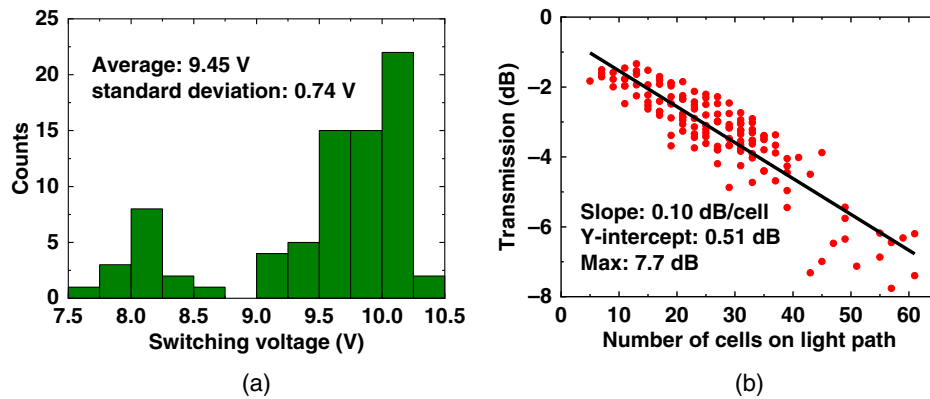 25
20
15
10
5
0
Counts
Average: 9.45 V
standard deviation: 0.74 V
7.5 8.0 8.5 9.0 9.5 10.0 10.5
Switching voltage (V)
(a)
0
−2
−4
−6
−8
Transmission (dB)
Slope: 0.10 dB/cell
Y-intercept: 0.51 dB
Max: 7.7 dB
0 10 20 30 40 50 60
Number of cells on light path
(b)